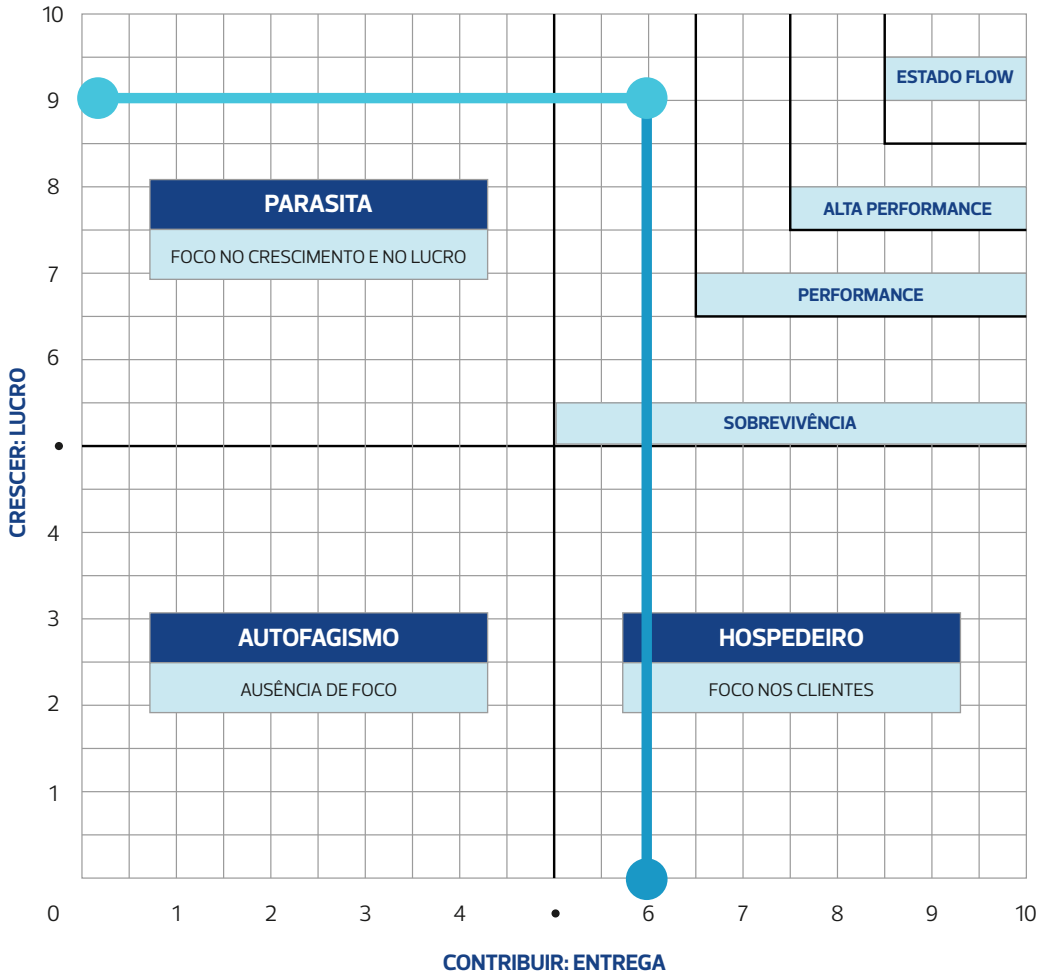 10
ESTADO FLOW
9
8
PARASITA
ALTA PERFORMANCE
FOCO NO CRESCIMENTO E NO LUCRO
7
PERFORMANCE
6
SOBREVIVÊNCIA
•
CRESCER: LUCRO
4
3
AUTOFAGISMO
HOSPEDEIRO
AUSÊNCIA DE FOCO
FOCO NOS CLIENTES
2
1
0 1 2 3 4 • 6 7 8 9 10
CONTRIBUIR: ENTREGA